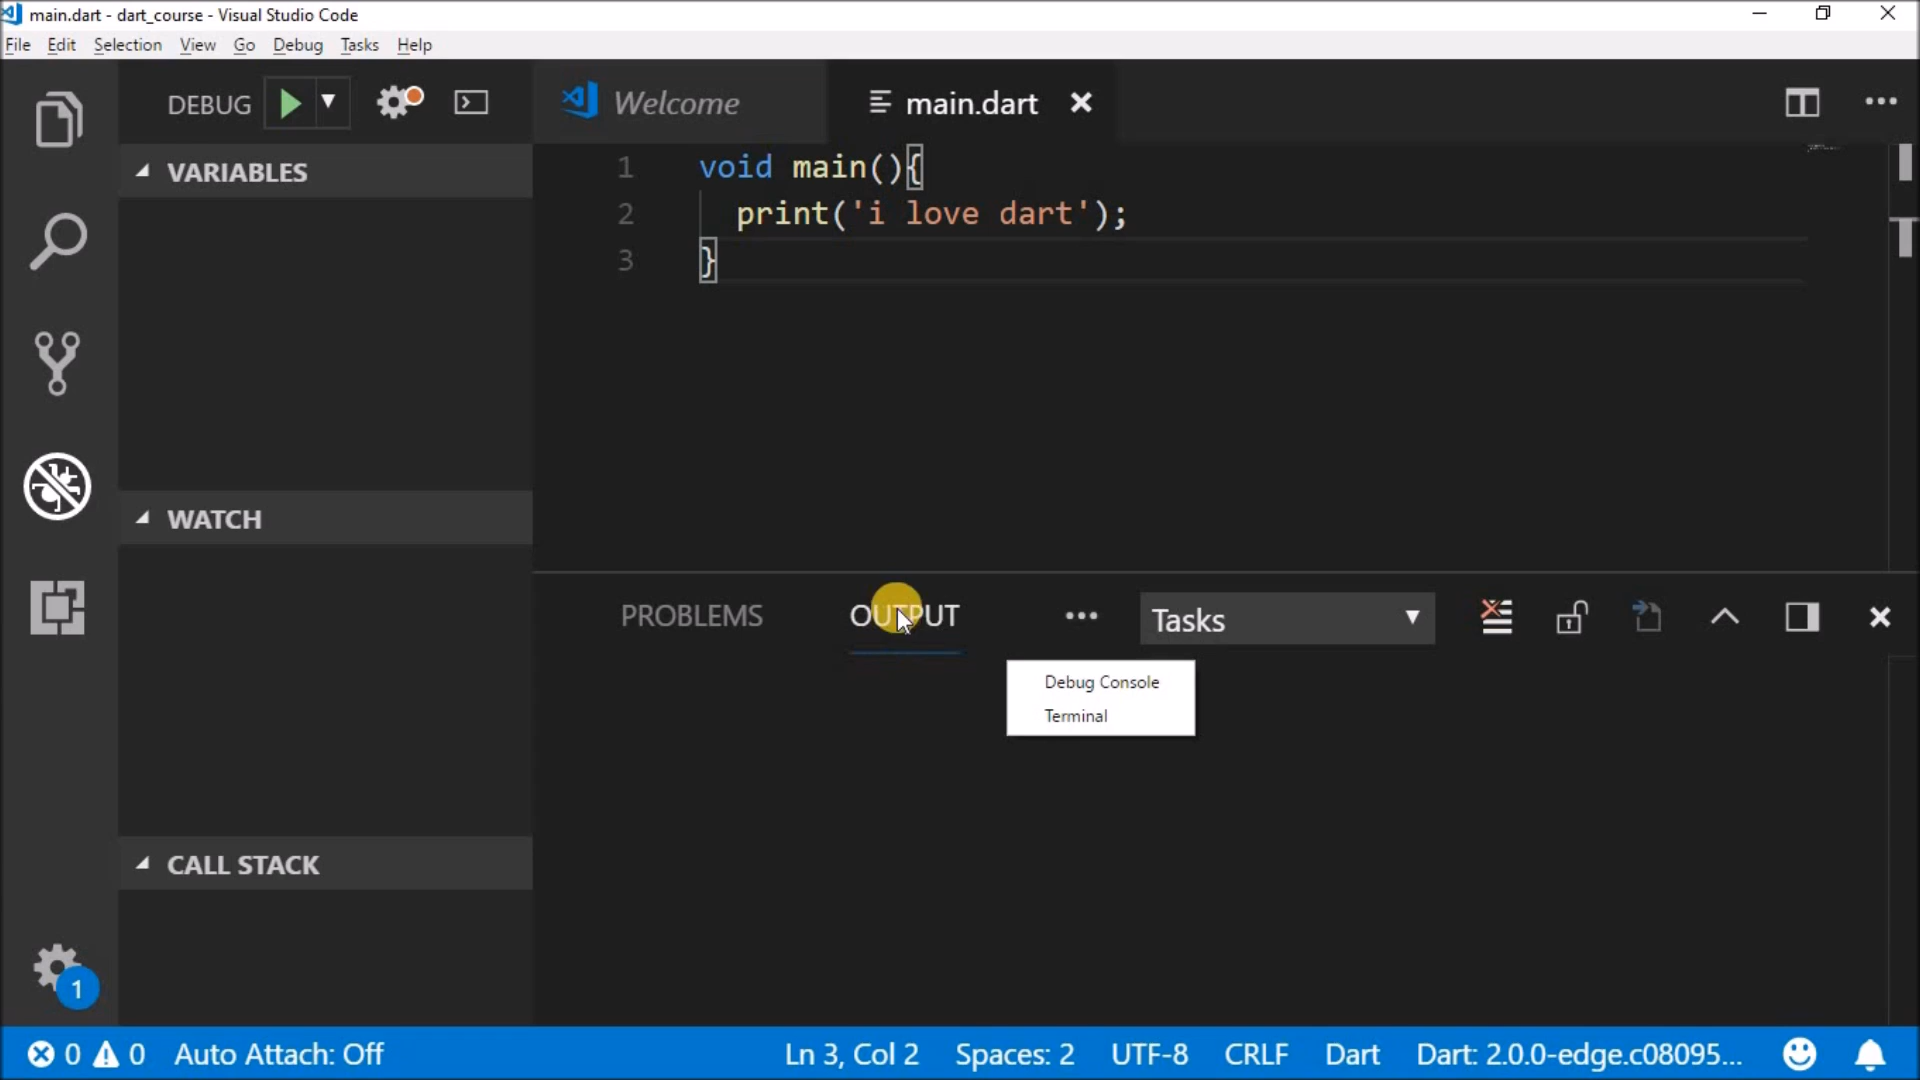 main.dart - dart_course - Visual Studio Code
File Edit Selection View Go Debug Tasks Help
DEBUG
Welcome
main.dart
VARIABLES
1 void main(){
2 print('i love dart');
3 }
WATCH
PROBLEMS OUTPUT ••• Tasks
Debug Console
Terminal
CALL STACK
1
0 0 Auto Attach: Off Ln 3, Col 2 Spaces: 2 UTF-8 CRLF Dart Dart: 2.0.0-edge.c08095...